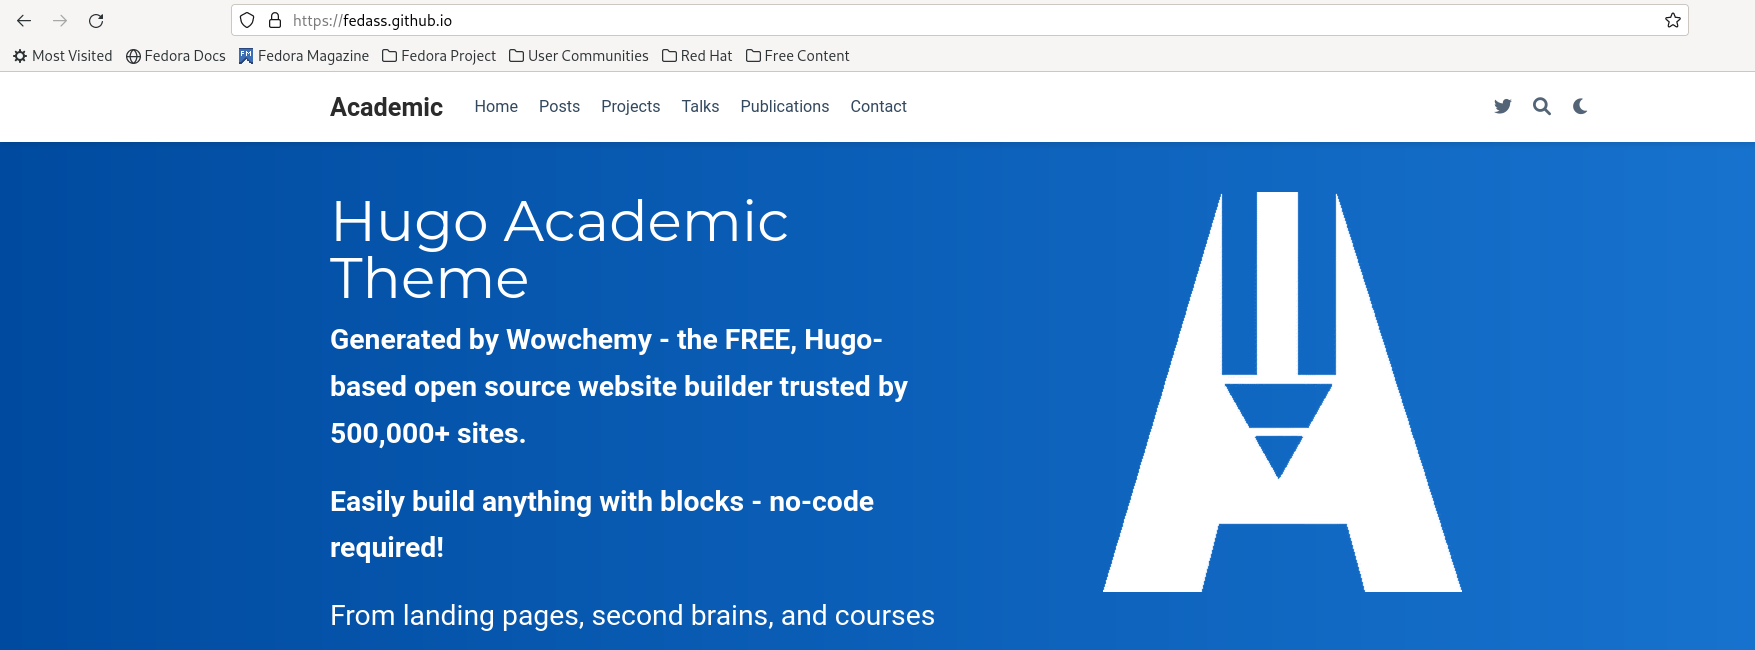 https://fedass.github.io
Most Visited Fedora Docs Fedora Magazine Fedora Project User Communities Red Hat Free Content
Academic Home Posts Projects Talks Publications Contact
Hugo Academic
Theme
Generated by Wowchemy - the FREE, Hugo-
based open source website builder trusted by
500,000+ sites.
Easily build anything with blocks - no-code
required!
From landing pages, second brains, and courses